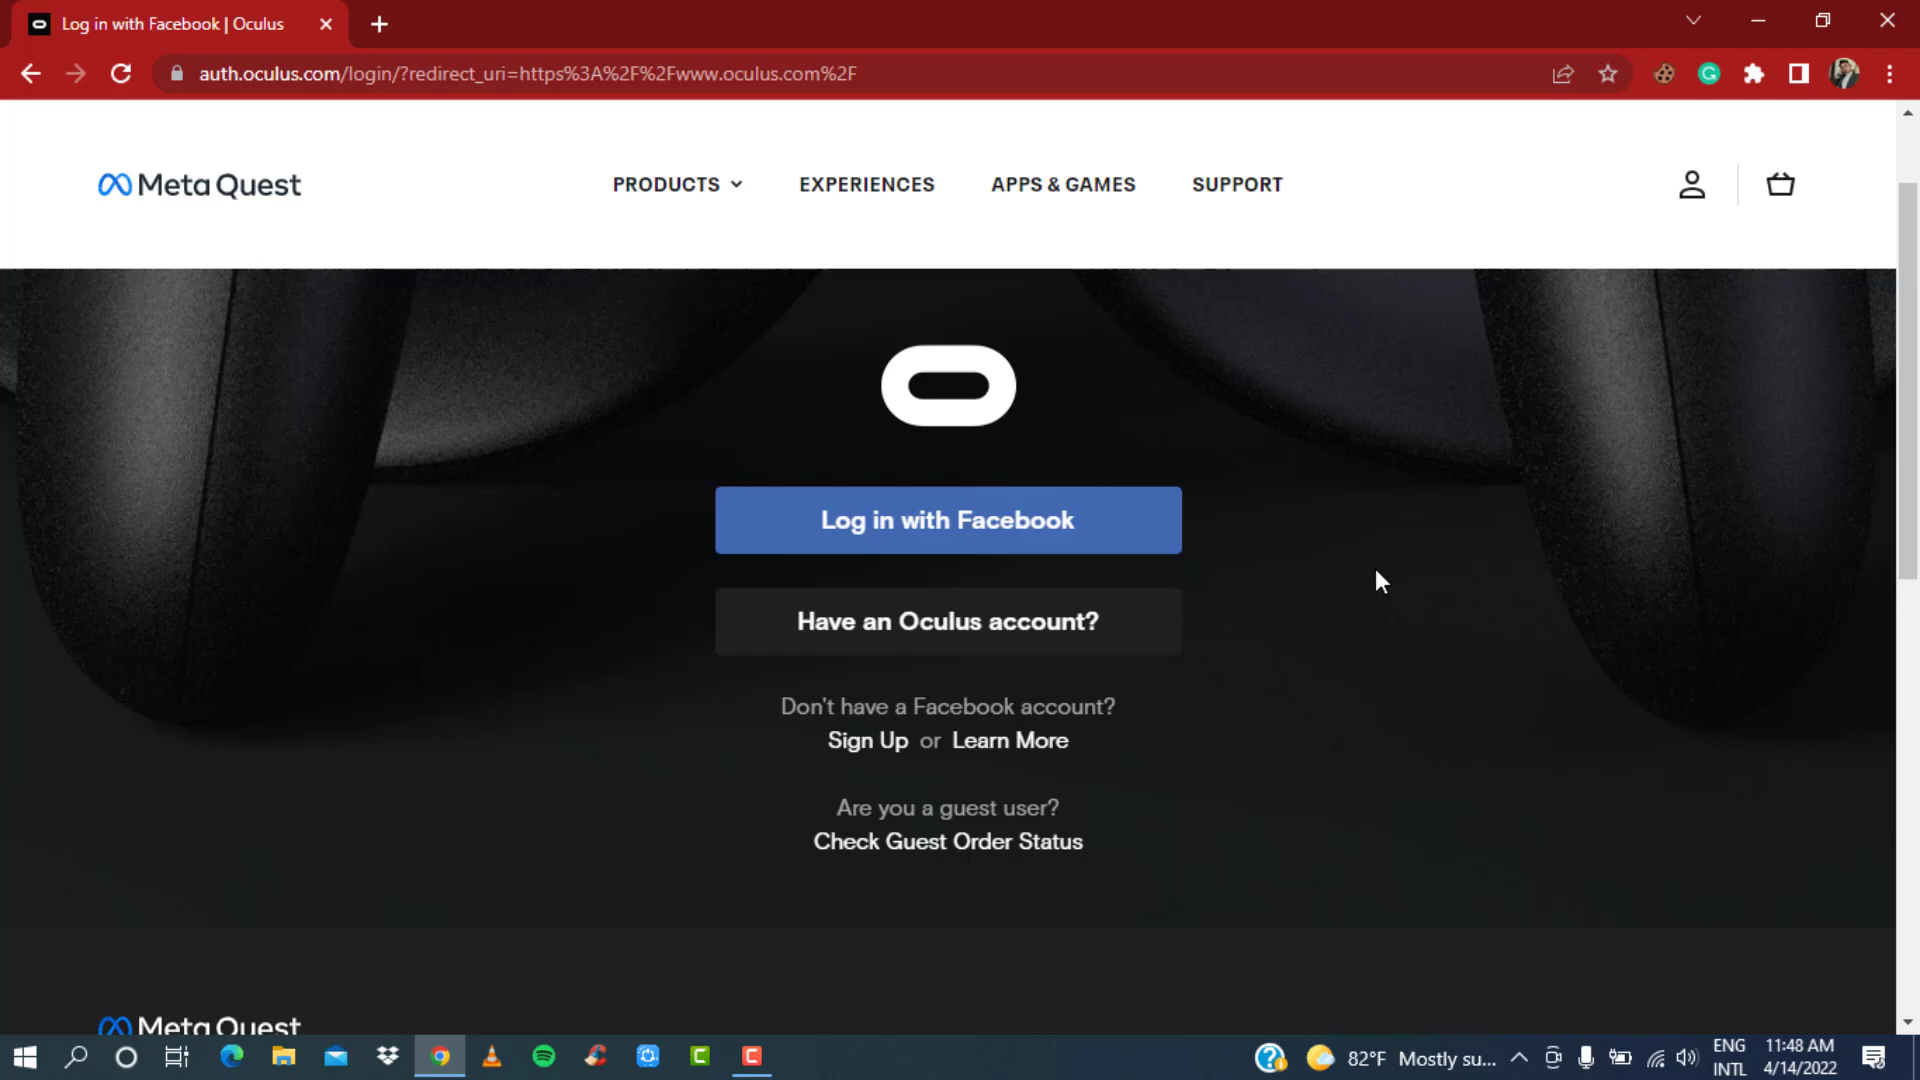 Log in with Facebook | Oculus
auth.oculus.com/login/?redirect_uri=https%3A%2F%2Fwww.oculus.com%2F
Meta Quest
PRODUCTS
EXPERIENCES
APPS & GAMES
SUPPORT
Log in with Facebook
Have an Oculus account?
Don't have a Facebook account?
Sign Up or Learn More
Are you a guest user?
Check Guest Order Status
Meta Quest
82°F Mostly su...
ENG
INTL
11:48 AM
4/14/2022